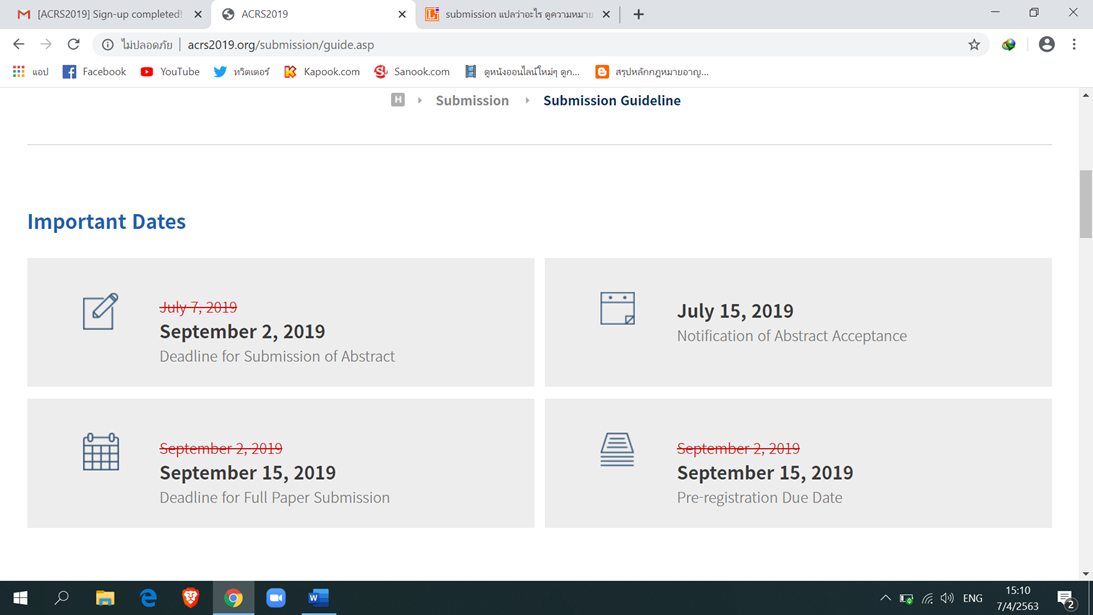 [ACRS2019] Sign-up completed!
ACRS2019
submission แปลว่าอะไร ดูความหมาย
ไม่ปลอดภัย
acrs2019.org/submission/guide.asp
แอป
Facebook
YouTube
ทวิตเตอร์
Kapook.com
Sanook.com
ดูหนังออนไลน์ใหม่ๆ ดูก...
สรุปหลักกฎหมายอาญ...
H
Submission
Submission Guideline
Important Dates
July 7, 2019
September 2, 2019
Deadline for Submission of Abstract
July 15, 2019
Notification of Abstract Acceptance
September 2, 2019
September 15, 2019
Deadline for Full Paper Submission
September 2, 2019
September 15, 2019
Pre-registration Due Date
ENG
15:10
7/4/2563
2